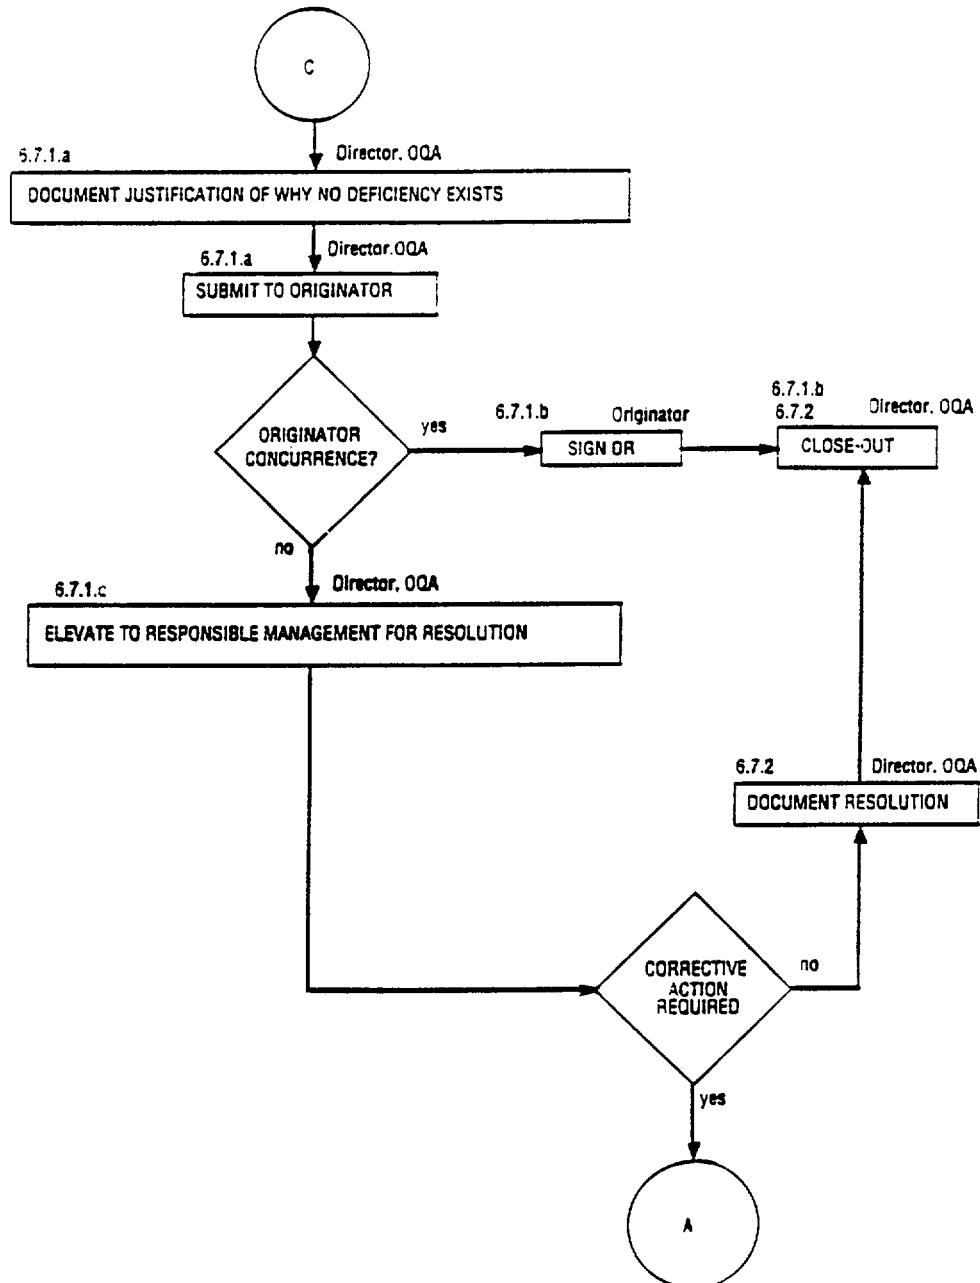 C
6.7.1.a
Director, OQA
DOCUMENT JUSTIFICATION OF WHY NO DEFICIENCY EXISTS
6.7.1.a
Director.OQA
SUBMIT TO ORIGINATOR
ORIGINATOR
CONCURRENCE?
yes
6.7.1.b
Originator
SIGN DR
6.7.1.b
6.7.2
Director, OQA
CLOSE-OUT
no
6.7.1.c
Director, OQA
ELEVATE TO RESPONSIBLE MANAGEMENT FOR RESOLUTION
6.7.2
Director, OQA
DOCUMENT RESOLUTION
CORRECTIVE
ACTION
REQUIRED
no
yes
A